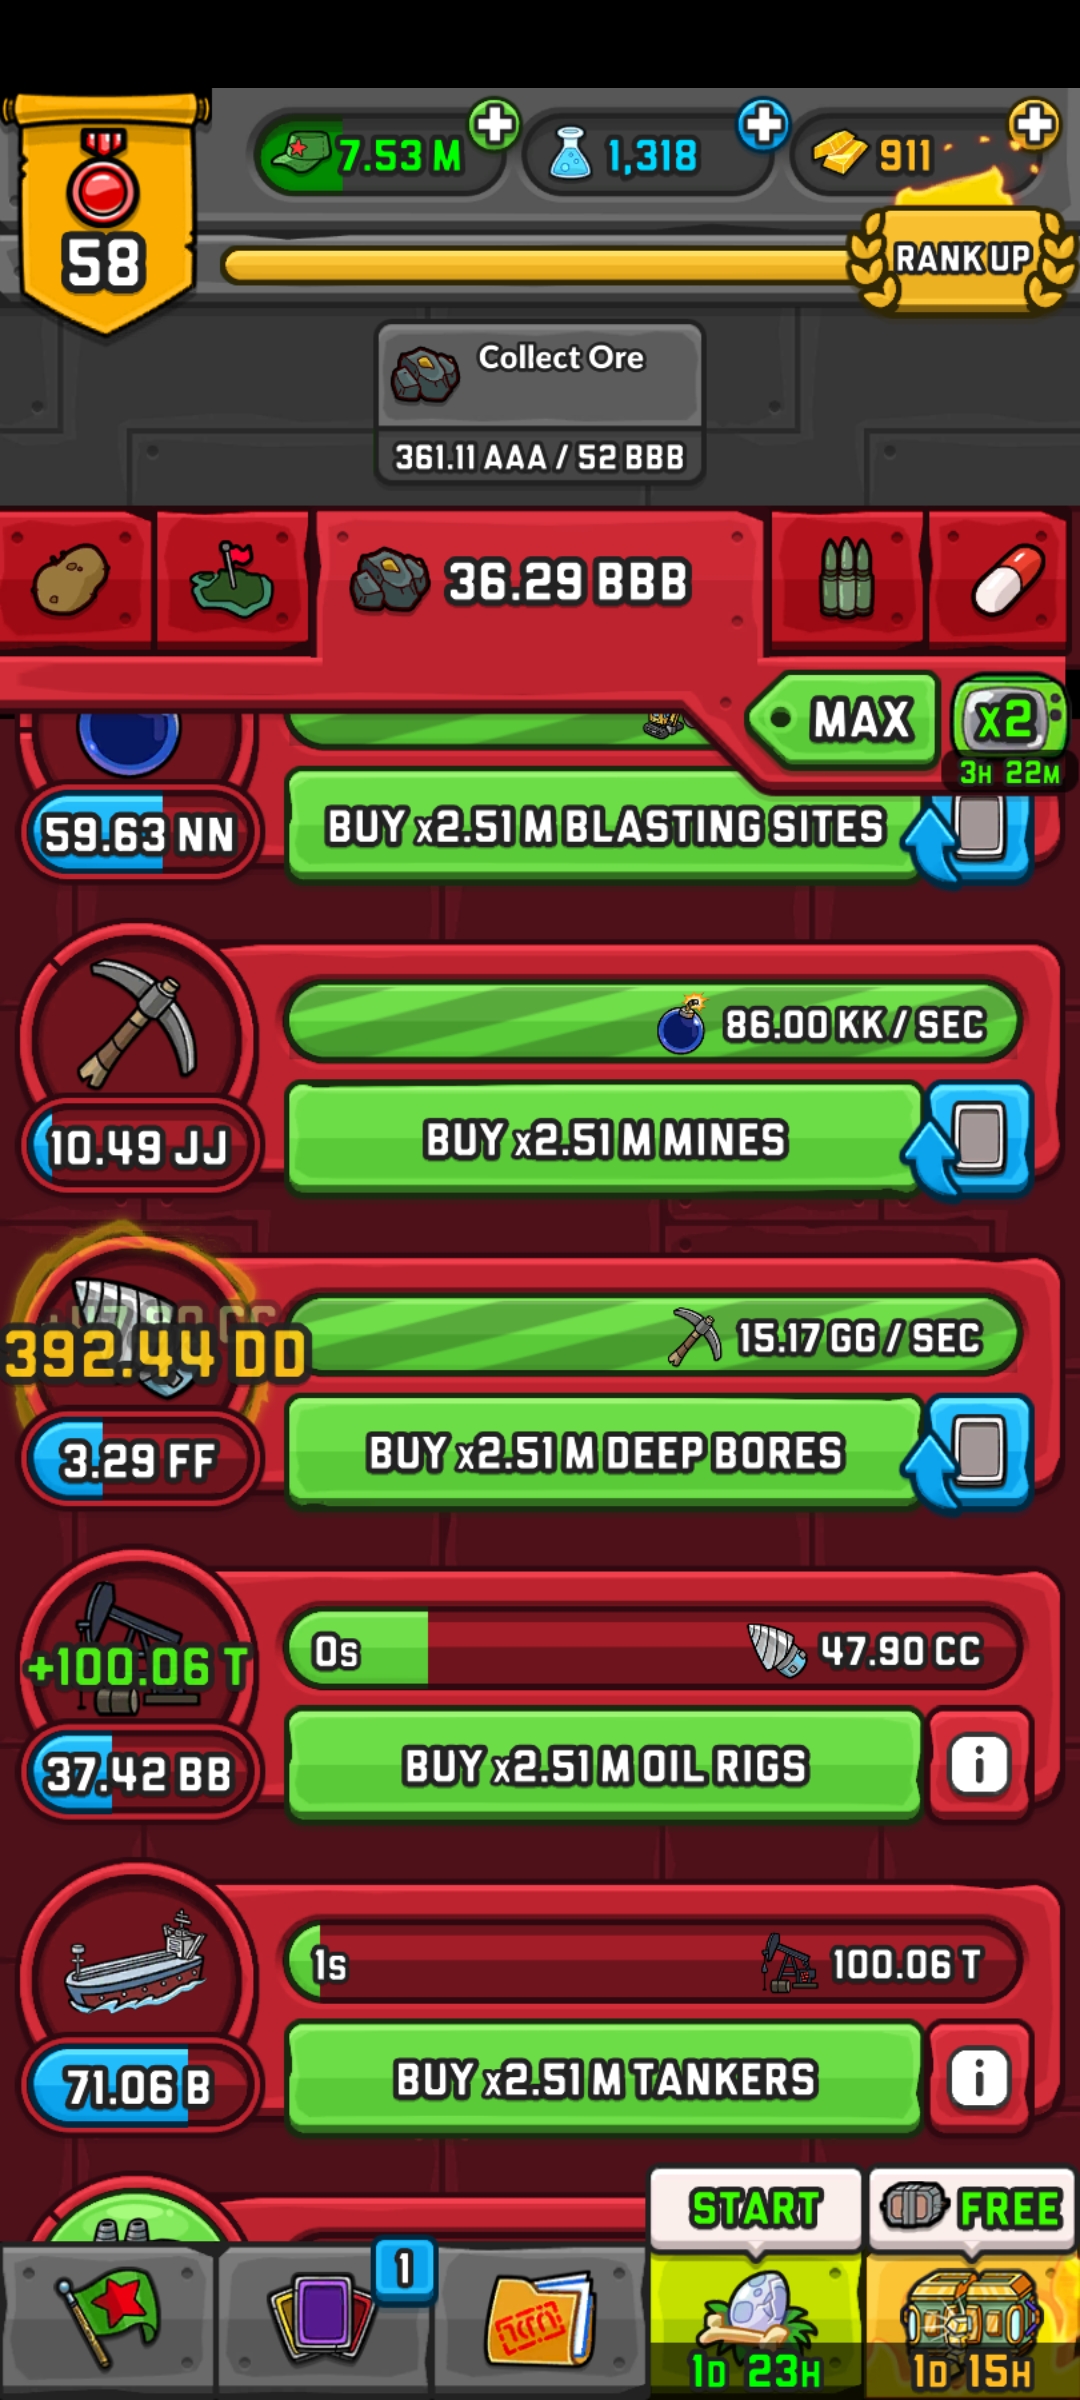 7.53 M
1,318
911
58
RANK UP
Collect Ore
361.11 AAA / 52 BBB
36.29 BBB
MAX
x2
3H 22M
59.63 NN
BUY x2.51 M BLASTING SITES
86.00 KK / SEC
10.49 JJ
BUY x2.51 M MINES
+47.90 CC
392.44 DD
15.17 GG / SEC
3.29 FF
BUY x2.51 M DEEP BORES
+100.06 T
0s
47.90 CC
37.42 BB
BUY x2.51 M OIL RIGS
i
1s
100.06 T
71.06 B
BUY x2.51 M TANKERS
i
START
FREE
1
1D 23H
1D 15H